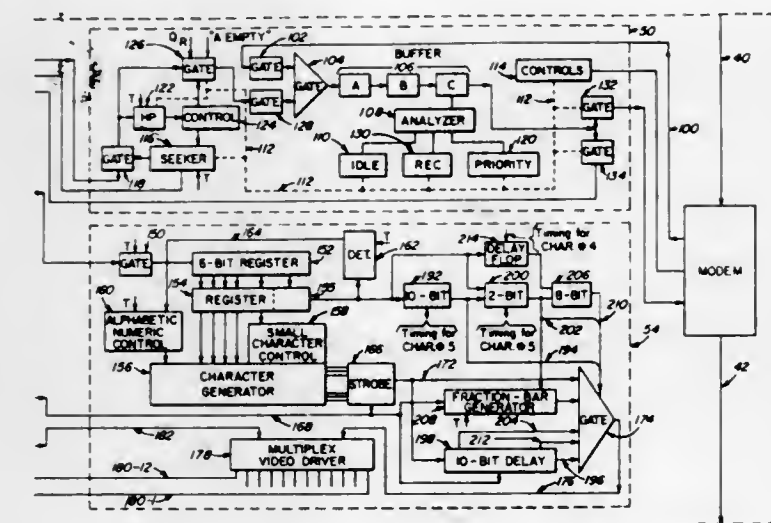 Q R "A EMPTY" 102 50
126 BUFFER
GATE GATE 104 106 114 CONTROLS 40
T 122 GATE A B C 132
HP CONTROL GATE 112 GATE
124 128 108 ANALYZER 100
116 110 130 120
GATE SEEKER 112 IDLE REC PRIORITY GATE
118 T 112 134
164 214 Timing for CHAR. # 4
T 150 T DELAY FLOP MODEM
GATE 6-BIT REGISTER 152 DET. 162 192 200 206
154 195 10-BIT 2-BIT 8-BIT
160 T REGISTER 210
ALPHABETIC NUMERIC CONTROL 158 Timing for CHAR. # 5 Timing for CHAR. # 5 202 54
SMALL CHARACTER CONTROL 194
156 166 172 42
CHARACTER GENERATOR STROBE FRACTION-BAR GENERATOR GATE
168 208 T 204 174
182 198 212
178 MULTIPLEX VIDEO DRIVER 10-BIT DELAY
180-12 176 196
180-1